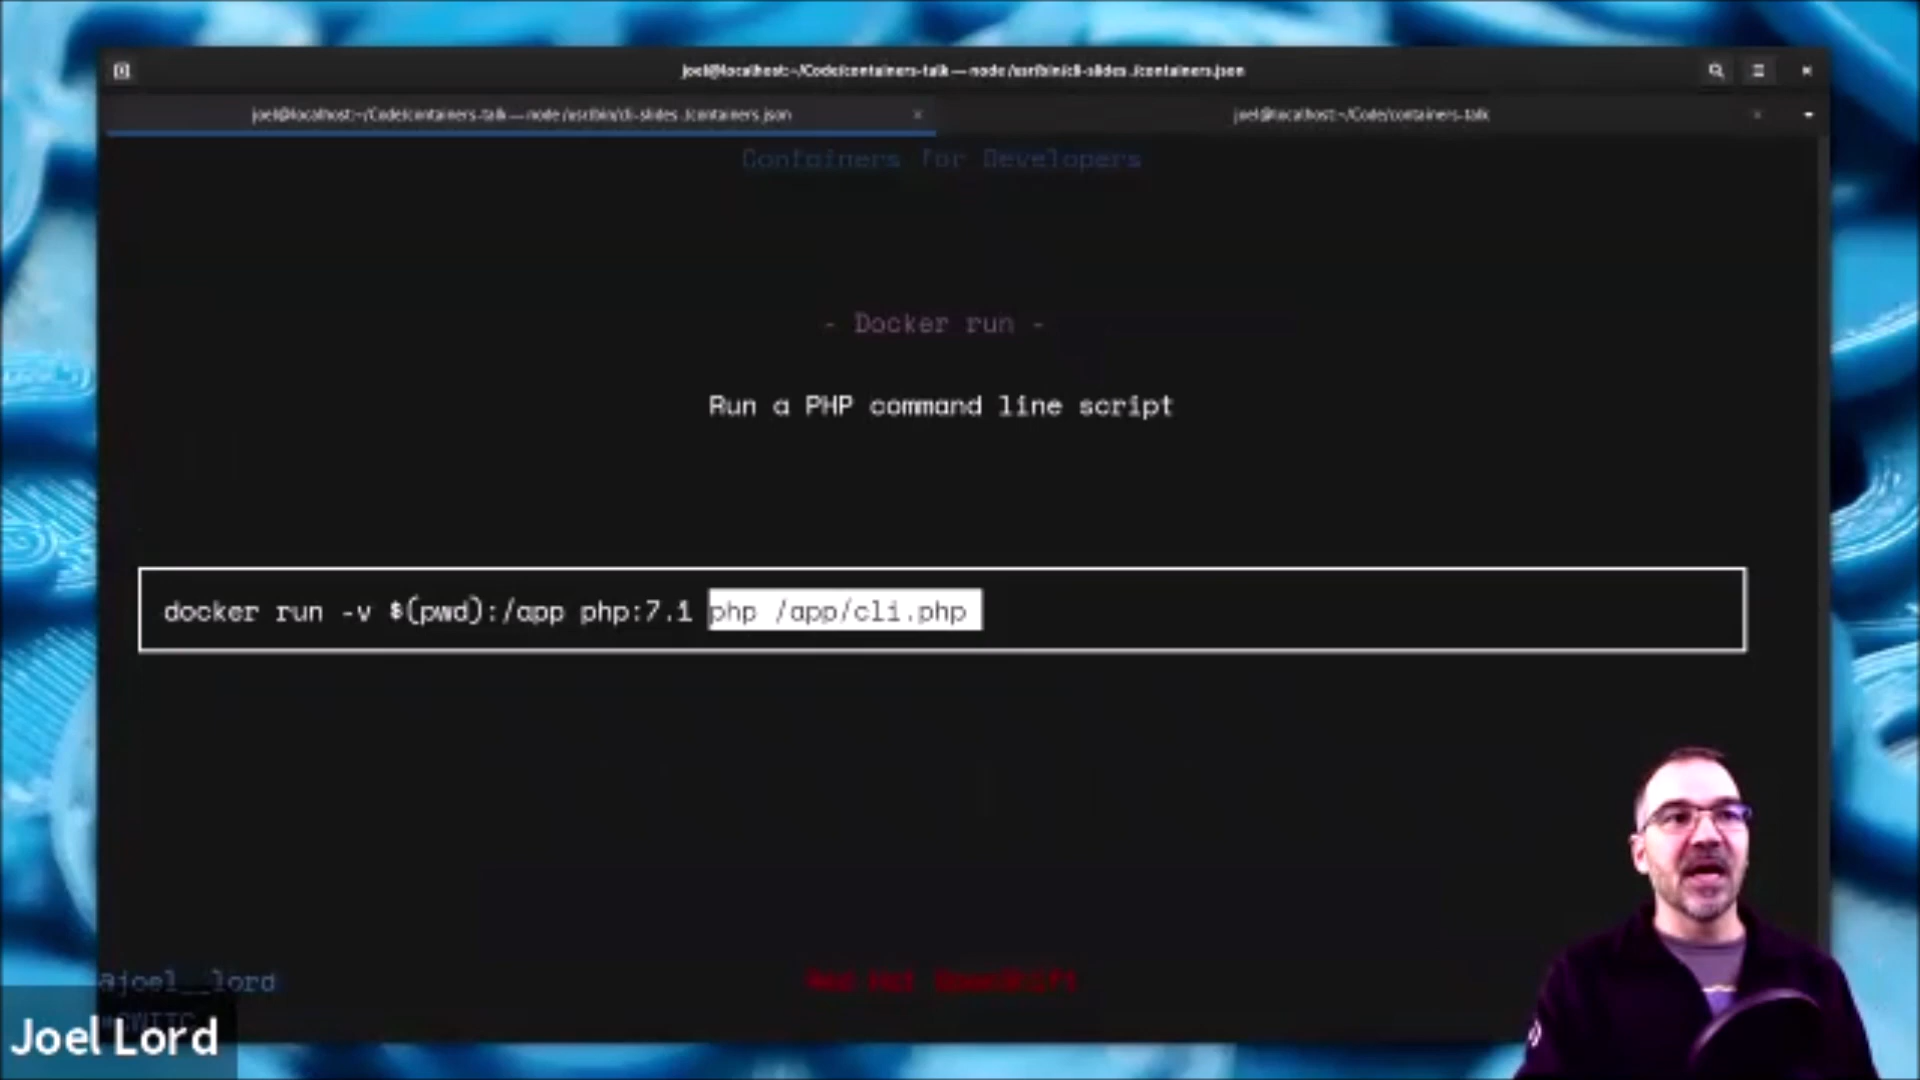 joel@localhost:~/Code/containers-talk — node /usr/bin/cli-slides ./containers.json
joel@localhost:~/Code/containers-talk — node /usr/bin/cli-slides ./containers.json
joel@localhost:~/Code/containers-talk
Containers for Developers
- Docker run -
Run a PHP command line script
docker run -v $(pwd):/app php:7.1 php /app/cli.php
@joel__lord
Red Hat OpenShift
Joel Lord